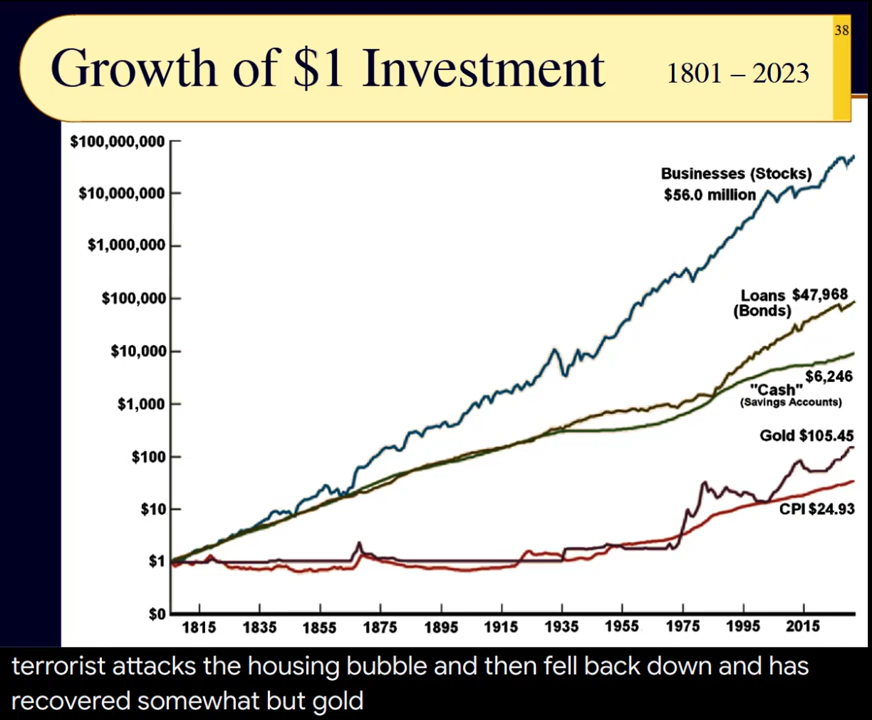 38
Growth of $1 Investment 1801 – 2023
$100,000,000
$10,000,000
$1,000,000
$100,000
$10,000
$1,000
$100
$10
$1
$0
Businesses (Stocks)
$56.0 million
Loans $47,968
(Bonds)
$6,246
"Cash"
(Savings Accounts)
Gold $105.45
CPI $24.93
1815 1835 1855 1875 1895 1915 1935 1955 1975 1995 2015
terrorist attacks the housing bubble and then fell back down and has
recovered somewhat but gold